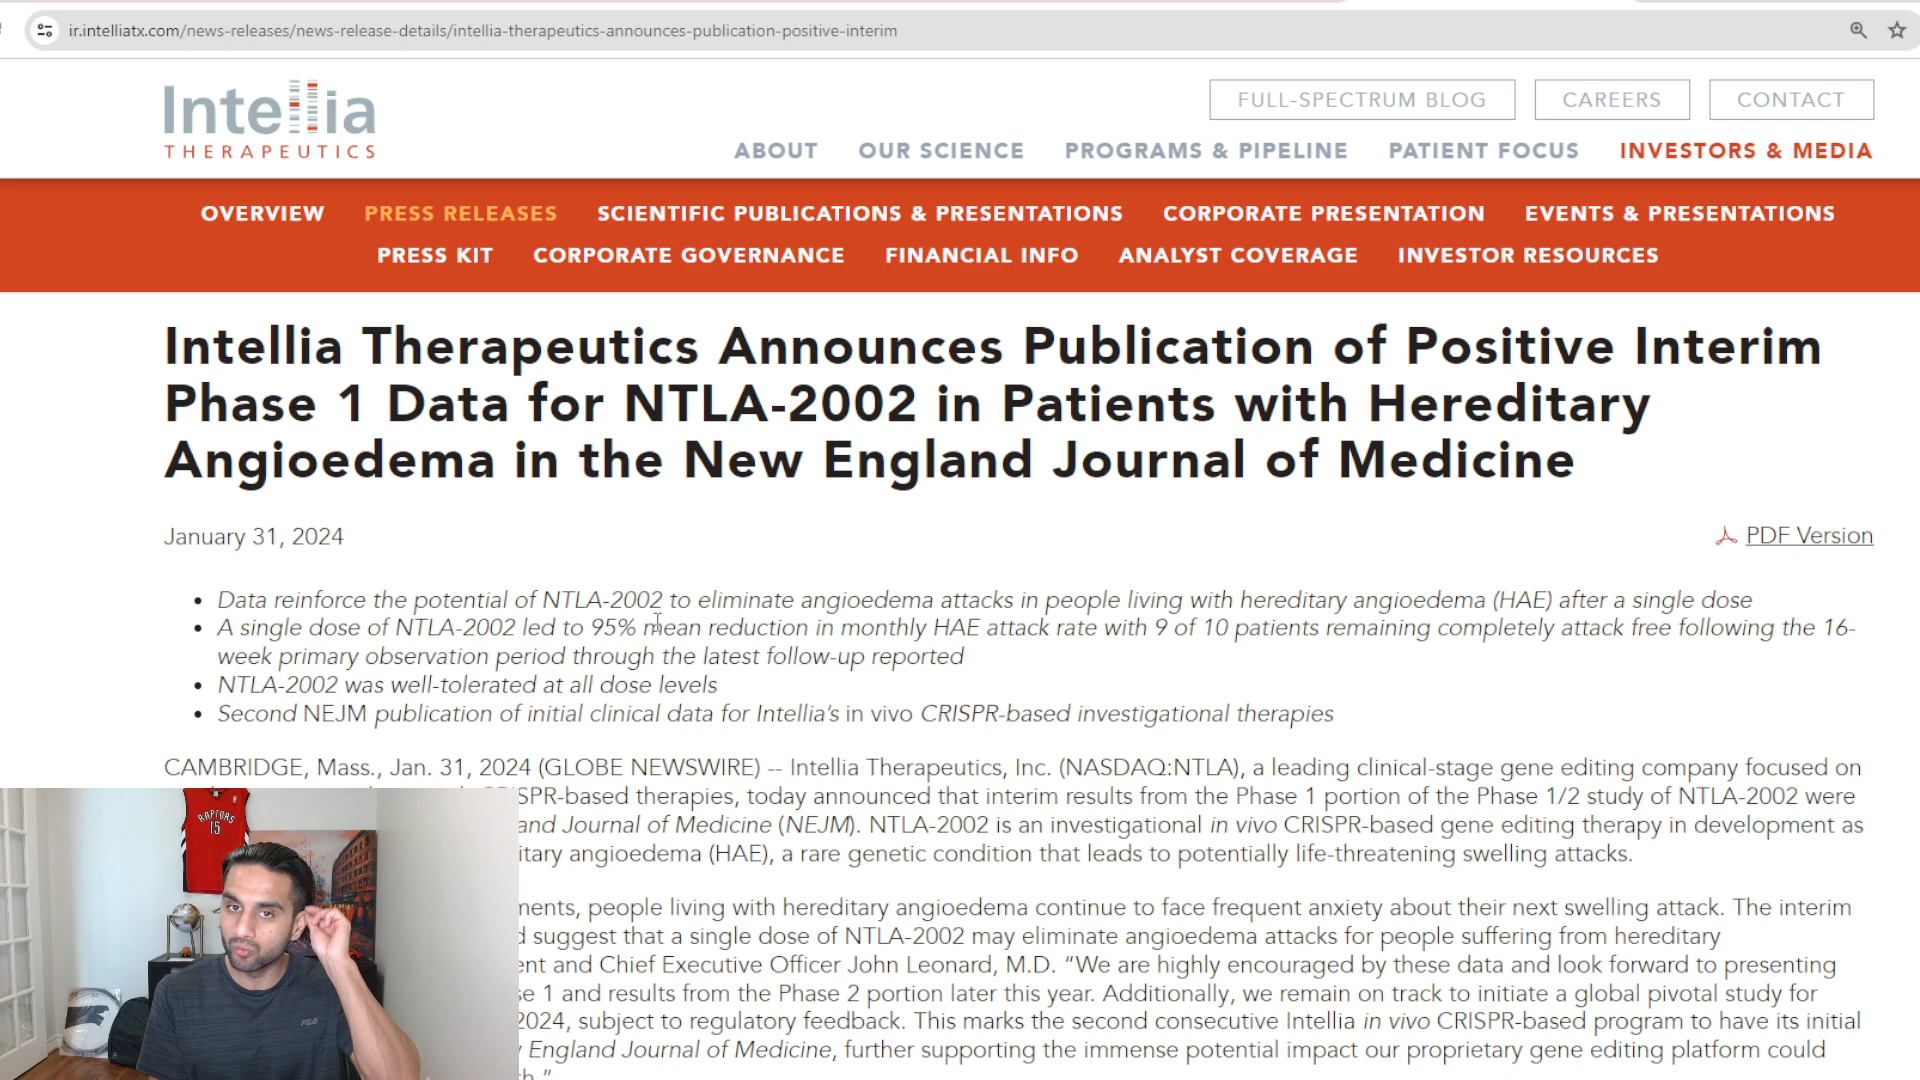 ir.intelliatx.com/news-releases/news-release-details/intellia-therapeutics-announces-publication-positive-interim
Intellia
THERAPEUTICS
FULL-SPECTRUM BLOG
CAREERS
CONTACT
ABOUT
OUR SCIENCE
PROGRAMS & PIPELINE
PATIENT FOCUS
INVESTORS & MEDIA
OVERVIEW
PRESS RELEASES
SCIENTIFIC PUBLICATIONS & PRESENTATIONS
CORPORATE PRESENTATION
EVENTS & PRESENTATIONS
PRESS KIT
CORPORATE GOVERNANCE
FINANCIAL INFO
ANALYST COVERAGE
INVESTOR RESOURCES
Intellia Therapeutics Announces Publication of Positive Interim
Phase 1 Data for NTLA-2002 in Patients with Hereditary
Angioedema in the New England Journal of Medicine
January 31, 2024
PDF Version
• Data reinforce the potential of NTLA-2002 to eliminate angioedema attacks in people living with hereditary angioedema (HAE) after a single dose
• A single dose of NTLA-2002 led to 95% mean reduction in monthly HAE attack rate with 9 of 10 patients remaining completely attack free following the 16-
week primary observation period through the latest follow-up reported
• NTLA-2002 was well-tolerated at all dose levels
• Second NEJM publication of initial clinical data for Intellia's in vivo CRISPR-based investigational therapies
CAMBRIDGE, Mass., Jan. 31, 2024 (GLOBE NEWSWIRE) -- Intellia Therapeutics, Inc. (NASDAQ:NTLA), a leading clinical-stage gene editing company focused on
SPR-based therapies, today announced that interim results from the Phase 1 portion of the Phase 1/2 study of NTLA-2002 were
and Journal of Medicine (NEJM). NTLA-2002 is an investigational in vivo CRISPR-based gene editing therapy in development as
itary angioedema (HAE), a rare genetic condition that leads to potentially life-threatening swelling attacks.
ments, people living with hereditary angioedema continue to face frequent anxiety about their next swelling attack. The interim
d suggest that a single dose of NTLA-2002 may eliminate angioedema attacks for people suffering from hereditary
ent and Chief Executive Officer John Leonard, M.D. “We are highly encouraged by these data and look forward to presenting
se 1 and results from the Phase 2 portion later this year. Additionally, we remain on track to initiate a global pivotal study for
2024, subject to regulatory feedback. This marks the second consecutive Intellia in vivo CRISPR-based program to have its initial
England Journal of Medicine, further supporting the immense potential impact our proprietary gene editing platform could
RAPTORS
15
FILA